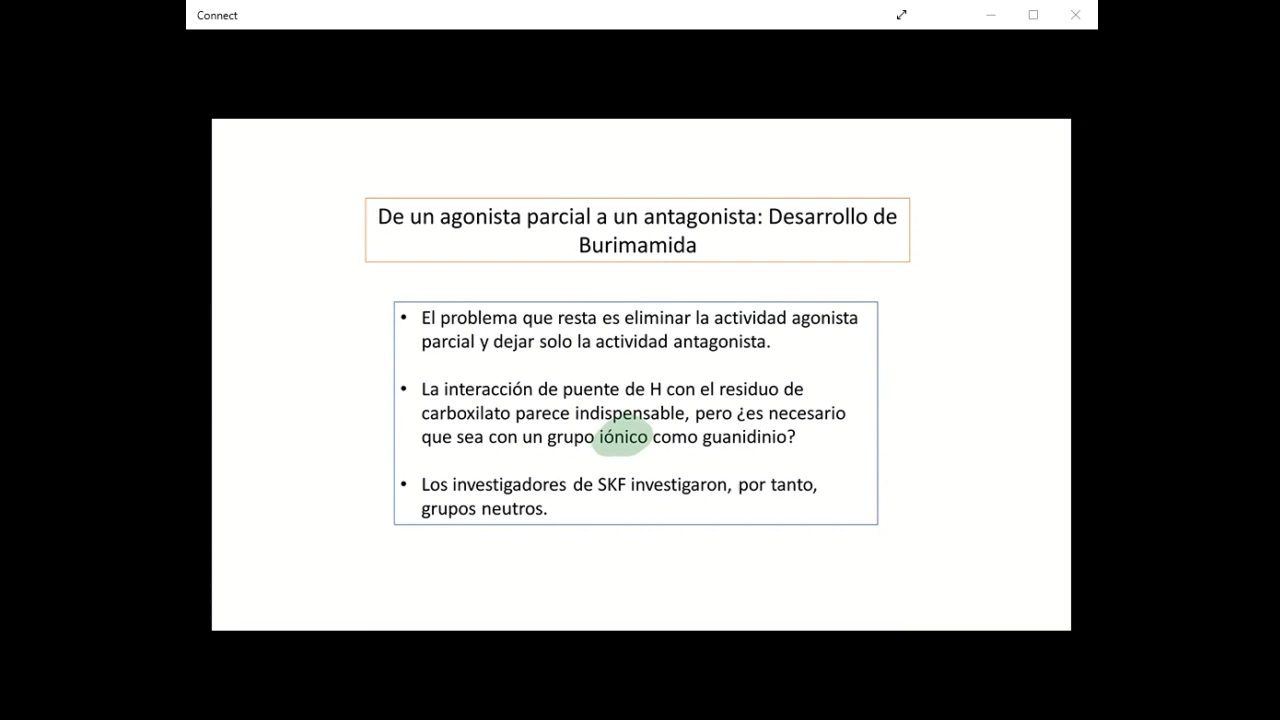 Connect
De un agonista parcial a un antagonista: Desarrollo de
Burimamida
• El problema que resta es eliminar la actividad agonista
parcial y dejar solo la actividad antagonista.
• La interacción de puente de H con el residuo de
carboxilato parece indispensable, pero ¿es necesario
que sea con un grupo iónico como guanidinio?
• Los investigadores de SKF investigaron, por tanto,
grupos neutros.